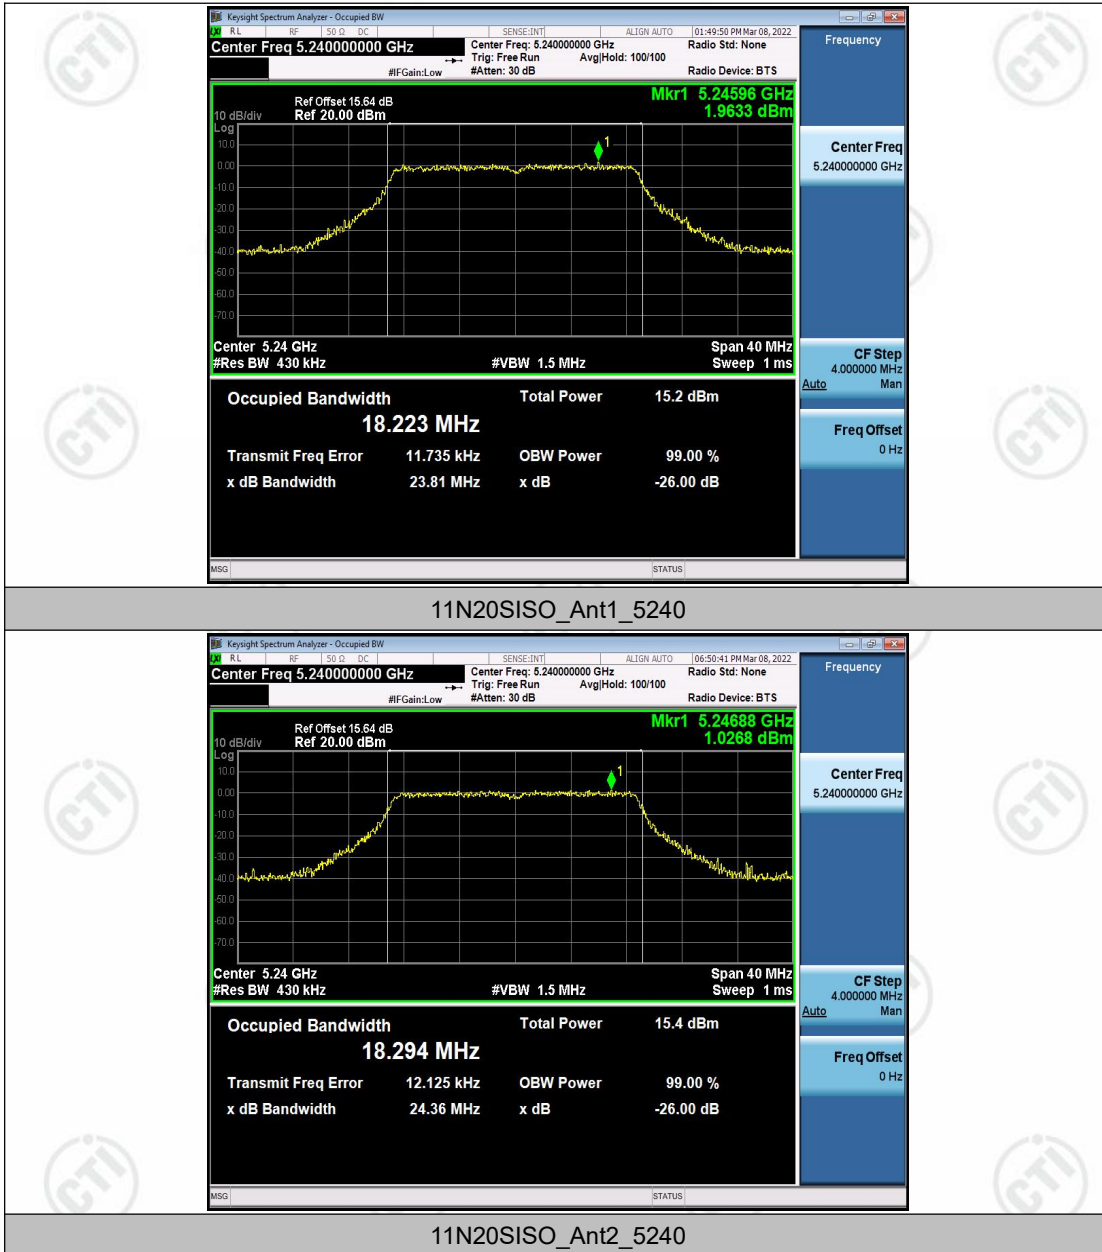 Keysight Spectrum Analyzer - Occupied BW
LXI RL RF 50 Ω DC SENSE:INT ALIGN AUTO 01:49:50 PM Mar 08, 2022
Center Freq 5.240000000 GHz
Center Freq: 5.240000000 GHz Radio Std: None
Trig: Free Run Avg|Hold: 100/100
#IFGain:Low #Atten: 30 dB Radio Device: BTS
Frequency
Ref Offset 15.64 dB Mkr1 5.24596 GHz
10 dB/div Ref 20.00 dBm 1.9633 dBm
Log
10.0
0.00
-10.0
-20.0
-30.0
-40.0
-50.0
-60.0
-70.0
1
Center 5.24 GHz Span 40 MHz
#Res BW 430 kHz #VBW 1.5 MHz Sweep 1 ms
Center Freq
5.240000000 GHz
CF Step
4.000000 MHz
Auto Man
Freq Offset
0 Hz
Occupied Bandwidth Total Power 15.2 dBm
18.223 MHz
Transmit Freq Error 11.735 kHz OBW Power 99.00 %
x dB Bandwidth 23.81 MHz x dB -26.00 dB
MSG STATUS
11N20SISO_Ant1_5240
Keysight Spectrum Analyzer - Occupied BW
LXI RL RF 50 Ω DC SENSE:INT ALIGN AUTO 06:50:41 PM Mar 08, 2022
Center Freq 5.240000000 GHz
Center Freq: 5.240000000 GHz Radio Std: None
Trig: Free Run Avg|Hold: 100/100
#IFGain:Low #Atten: 30 dB Radio Device: BTS
Frequency
Ref Offset 15.64 dB Mkr1 5.24688 GHz
10 dB/div Ref 20.00 dBm 1.0268 dBm
Log
10.0
0.00
-10.0
-20.0
-30.0
-40.0
-50.0
-60.0
-70.0
1
Center 5.24 GHz Span 40 MHz
#Res BW 430 kHz #VBW 1.5 MHz Sweep 1 ms
Center Freq
5.240000000 GHz
CF Step
4.000000 MHz
Auto Man
Freq Offset
0 Hz
Occupied Bandwidth Total Power 15.4 dBm
18.294 MHz
Transmit Freq Error 12.125 kHz OBW Power 99.00 %
x dB Bandwidth 24.36 MHz x dB -26.00 dB
MSG STATUS
11N20SISO_Ant2_5240
CTI
CTI
CTI
CTI
CTI
CTI
CTI
CTI